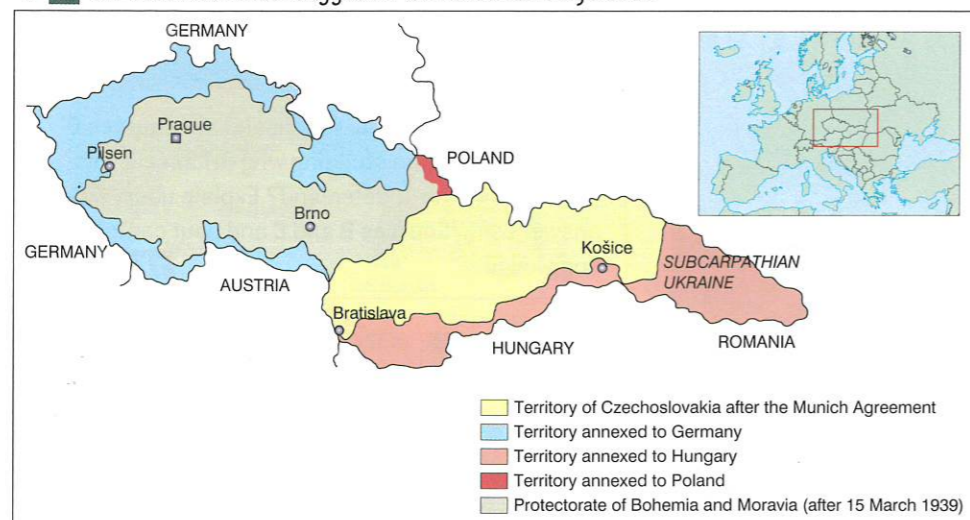 GERMANY
Prague
Pilsen
POLAND
Brno
GERMANY
AUSTRIA
Košice
SUBCARPATHIAN
UKRAINE
Bratislava
HUNGARY
ROMANIA
Territory of Czechoslovakia after the Munich Agreement
Territory annexed to Germany
Territory annexed to Hungary
Territory annexed to Poland
Protectorate of Bohemia and Moravia (after 15 March 1939)